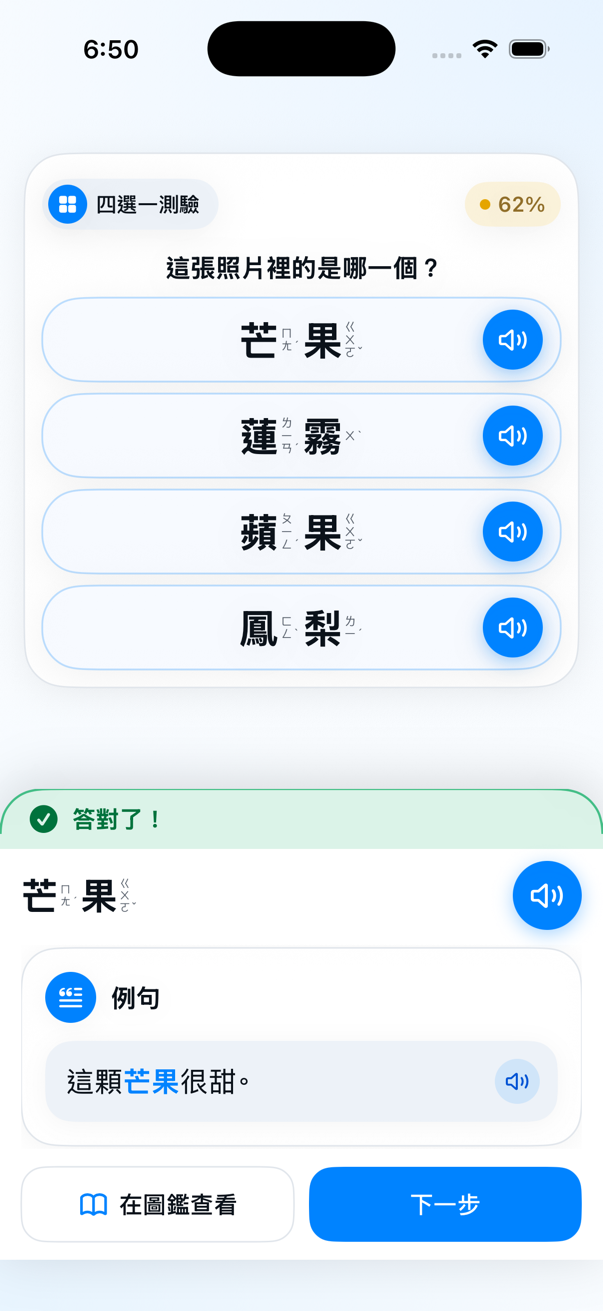 6:50
四選一測驗
62%
這張照片裡的是哪一個？
芒ㄇㄤˊ果ㄍㄨㄛˇ
蓮ㄌㄧㄢˊ霧ㄨˋ
蘋ㄆㄧㄥˊ果ㄍㄨㄛˇ
鳳ㄈㄥˋ梨ㄌㄧˊ
答對了！
芒ㄇㄤˊ果ㄍㄨㄛˇ
例句
這顆芒果很甜。
在圖鑑查看
下一步